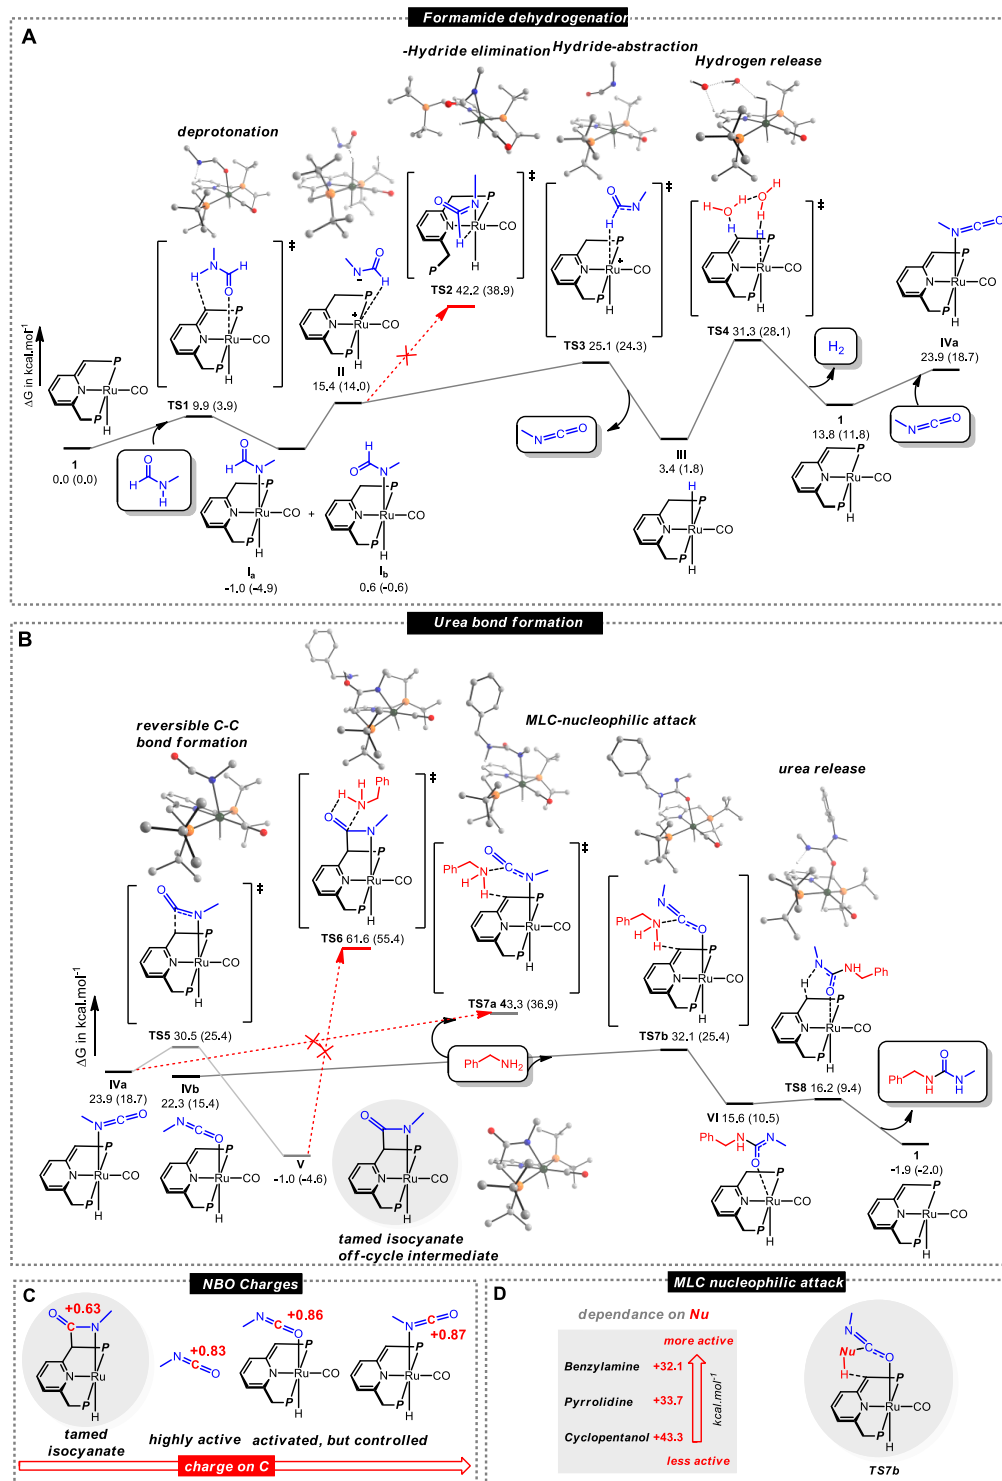 Formamide dehydrogenation
A
-Hydride elimination
Hydride-abstraction
Hydrogen release
deprotonation
ΔG in kcal.mol-1
TS1 9.9 (3.9)
II
15.4 (14.0)
TS2 42.2 (38.9)
TS3 25.1 (24.3)
TS4 31.3 (28.1)
IVa
23.9 (18.7)
H2
1
0.0 (0.0)
Ia
-1.0 (-4.9)
+
Ib
0.6 (-0.6)
III
3.4 (1.8)
1
13.8 (11.8)
Urea bond formation
B
reversible C-C
bond formation
MLC-nucleophilic attack
urea release
ΔG in kcal.mol-1
TS5 30.5 (25.4)
TS6 61.6 (55.4)
TS7a 43.3 (36.9)
TS7b 32.1 (25.4)
TS8 16.2 (9.4)
Ph NH2
IVa
23.9 (18.7)
IVb
22.3 (15.4)
V
-1.0 (-4.6)
VI 15.6 (10.5)
1
-1.9 (-2.0)
tamed isocyanate
off-cycle intermediate
NBO Charges
C
+0.63
+0.83
+0.86
+0.87
tamed
isocyanate
highly active
activated, but controlled
charge on C
MLC nucleophilic attack
D
dependance on Nu
more active
Benzylamine +32.1
Pyrrolidine +33.7
Cyclopentanol +43.3
kcal.mol-1
less active
TS7b